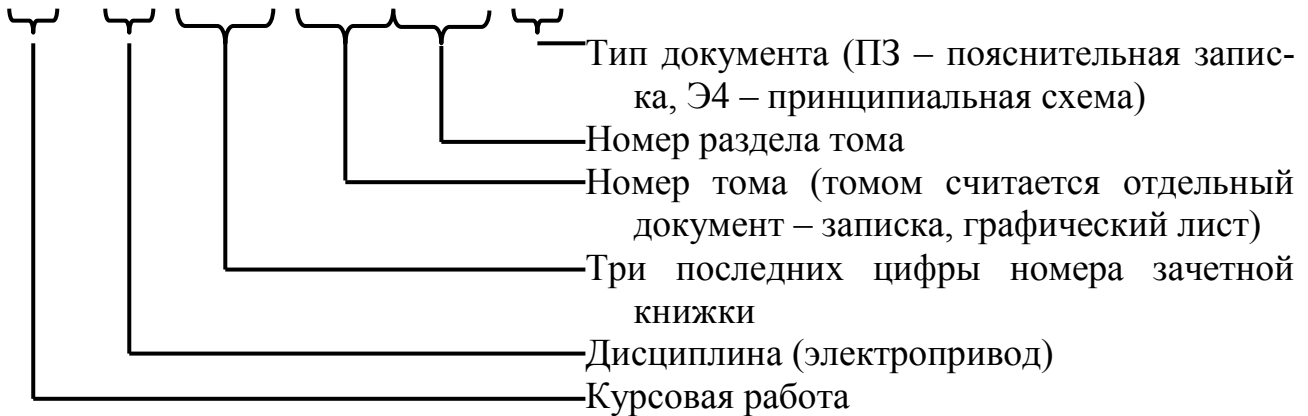 Тип документа (ПЗ – пояснительная запис-
ка, Э4 – принципиальная схема)
Номер раздела тома
Номер тома (томом считается отдельный
документ – записка, графический лист)
Три последних цифры номера зачетной
книжки
Дисциплина (электропривод)
Курсовая работа